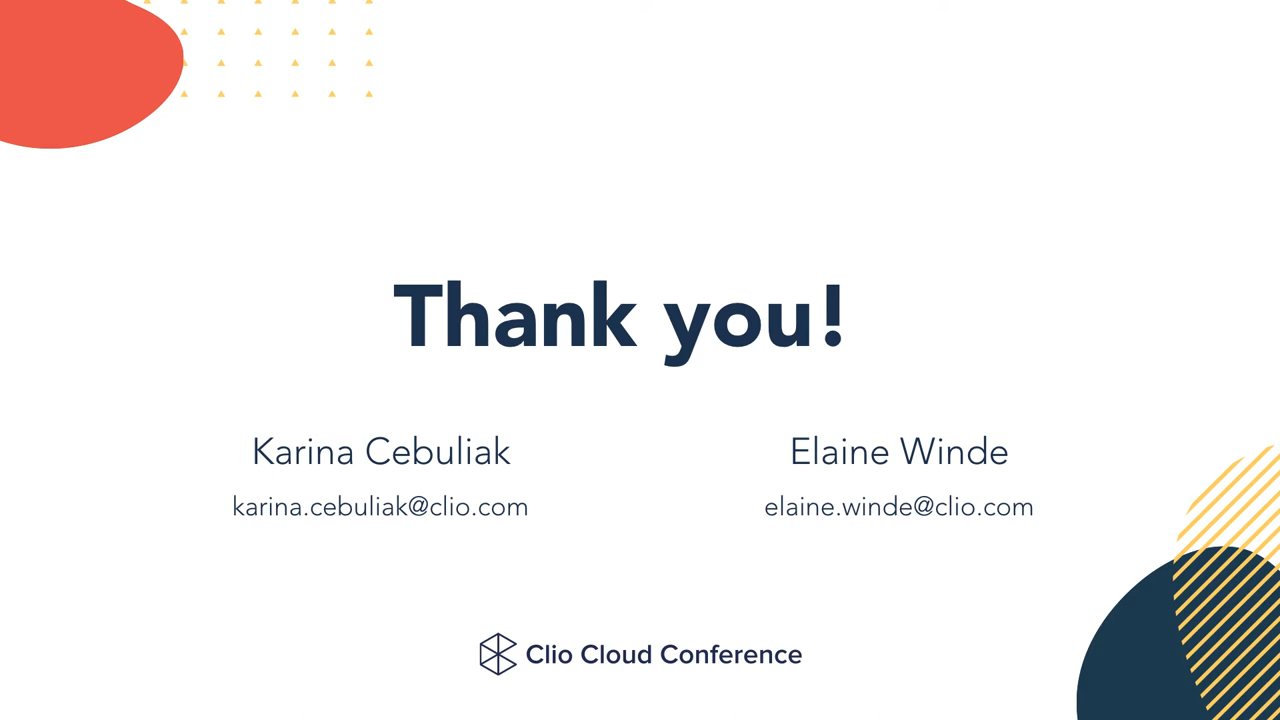 Thank you!
Karina Cebuliak
karina.cebuliak@clio.com
Elaine Winde
elaine.winde@clio.com
Clio Cloud Conference